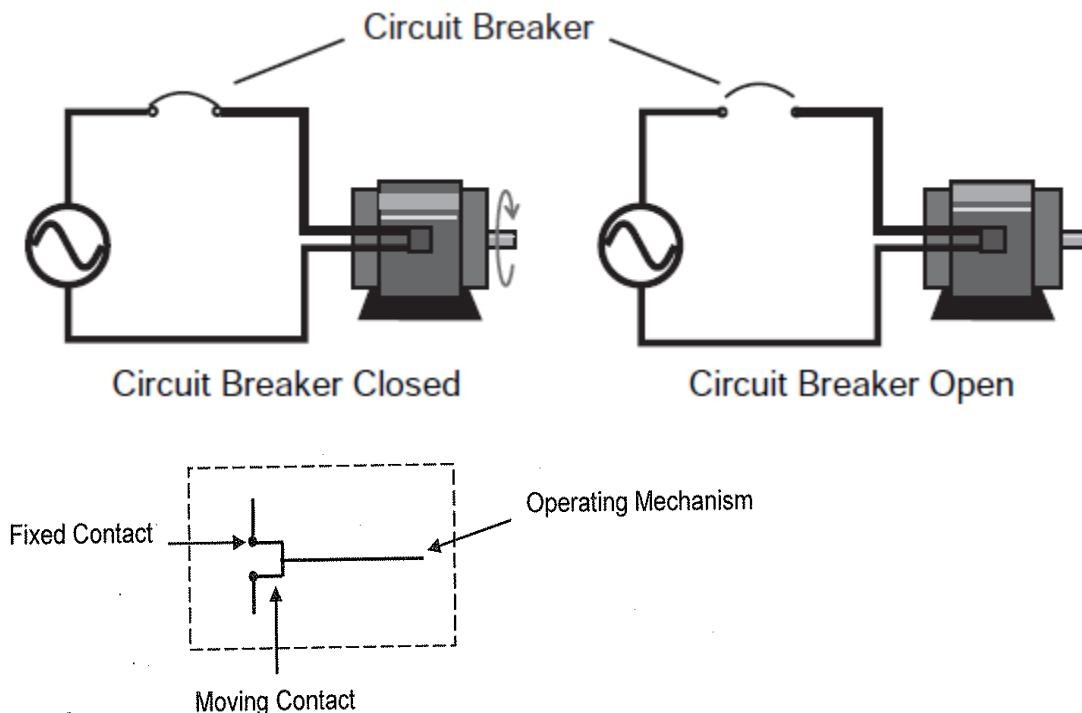 Circuit Breaker
Circuit Breaker Closed
Circuit Breaker Open
Operating Mechanism
Fixed Contact
Moving Contact